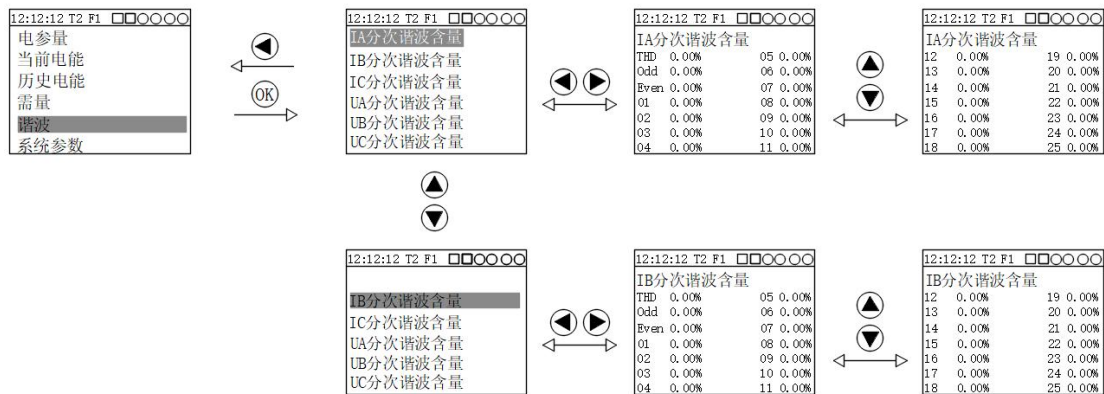 12:12:12 T2 F1
电参量
当前电能
历史电能
需量
谐波
系统参数
OK
12:12:12 T2 F1
IA分次谐波含量
IB分次谐波含量
IC分次谐波含量
UA分次谐波含量
UB分次谐波含量
UC分次谐波含量
12:12:12 T2 F1
IA分次谐波含量
THD 0.00% 05 0.00%
Odd 0.00% 06 0.00%
Even 0.00% 07 0.00%
01 0.00% 08 0.00%
02 0.00% 09 0.00%
03 0.00% 10 0.00%
04 0.00% 11 0.00%
12:12:12 T2 F1
IA分次谐波含量
12 0.00% 19 0.00%
13 0.00% 20 0.00%
14 0.00% 21 0.00%
15 0.00% 22 0.00%
16 0.00% 23 0.00%
17 0.00% 24 0.00%
18 0.00% 25 0.00%
12:12:12 T2 F1
IB分次谐波含量
IC分次谐波含量
UA分次谐波含量
UB分次谐波含量
UC分次谐波含量
12:12:12 T2 F1
IB分次谐波含量
THD 0.00% 05 0.00%
Odd 0.00% 06 0.00%
Even 0.00% 07 0.00%
01 0.00% 08 0.00%
02 0.00% 09 0.00%
03 0.00% 10 0.00%
04 0.00% 11 0.00%
12:12:12 T2 F1
IB分次谐波含量
12 0.00% 19 0.00%
13 0.00% 20 0.00%
14 0.00% 21 0.00%
15 0.00% 22 0.00%
16 0.00% 23 0.00%
17 0.00% 24 0.00%
18 0.00% 25 0.00%